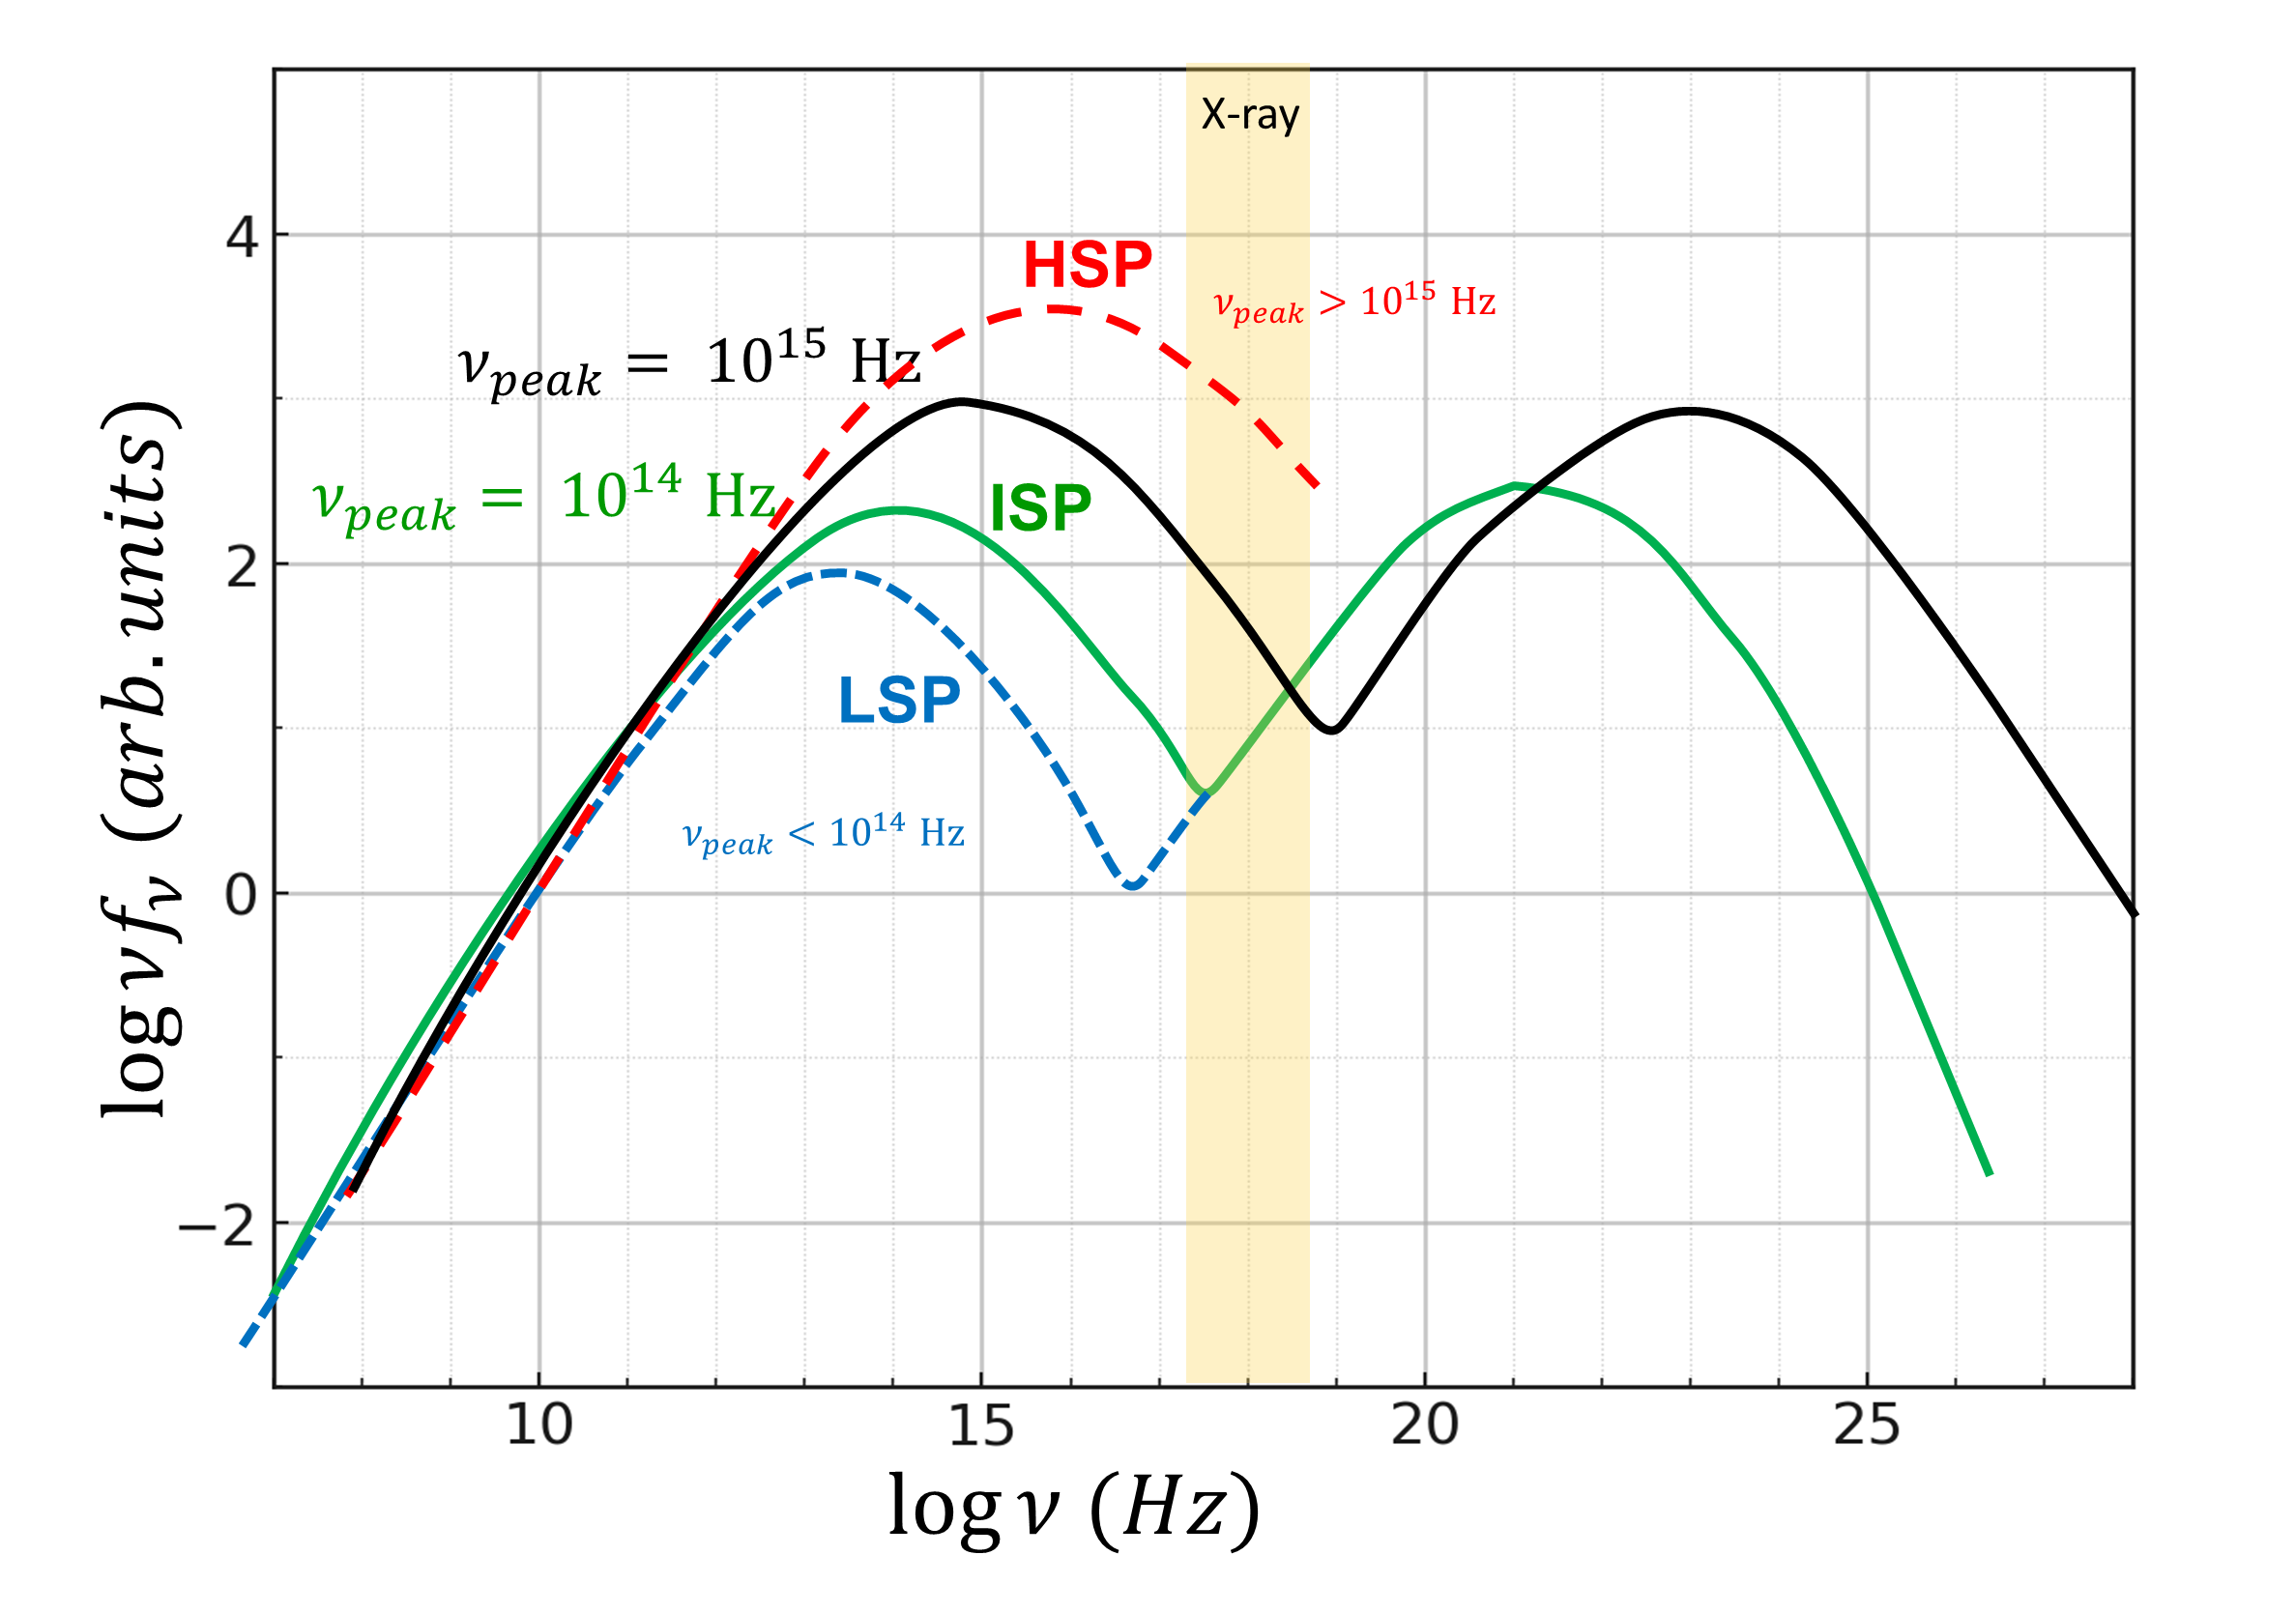 X-ray
4
HSP
𝜈_peak > 10^15 Hz
𝜈_peak = 10^15 Hz
𝜈_peak = 10^14 Hz
ISP
2
LSP
𝜈_peak < 10^14 Hz
0
−2
log 𝜈 f_𝜈 (arb. units)
10 15 20 25
log 𝜈 (Hz)